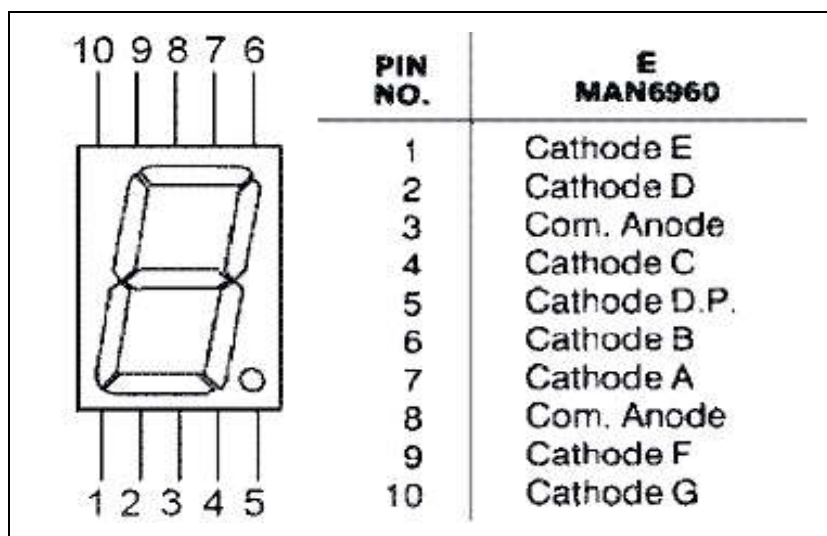 10 9 8 7 6
PIN NO.
E MAN6960
1 Cathode E
2 Cathode D
3 Com. Anode
4 Cathode C
5 Cathode D.P.
6 Cathode B
7 Cathode A
8 Com. Anode
9 Cathode F
10 Cathode G
1 2 3 4 5